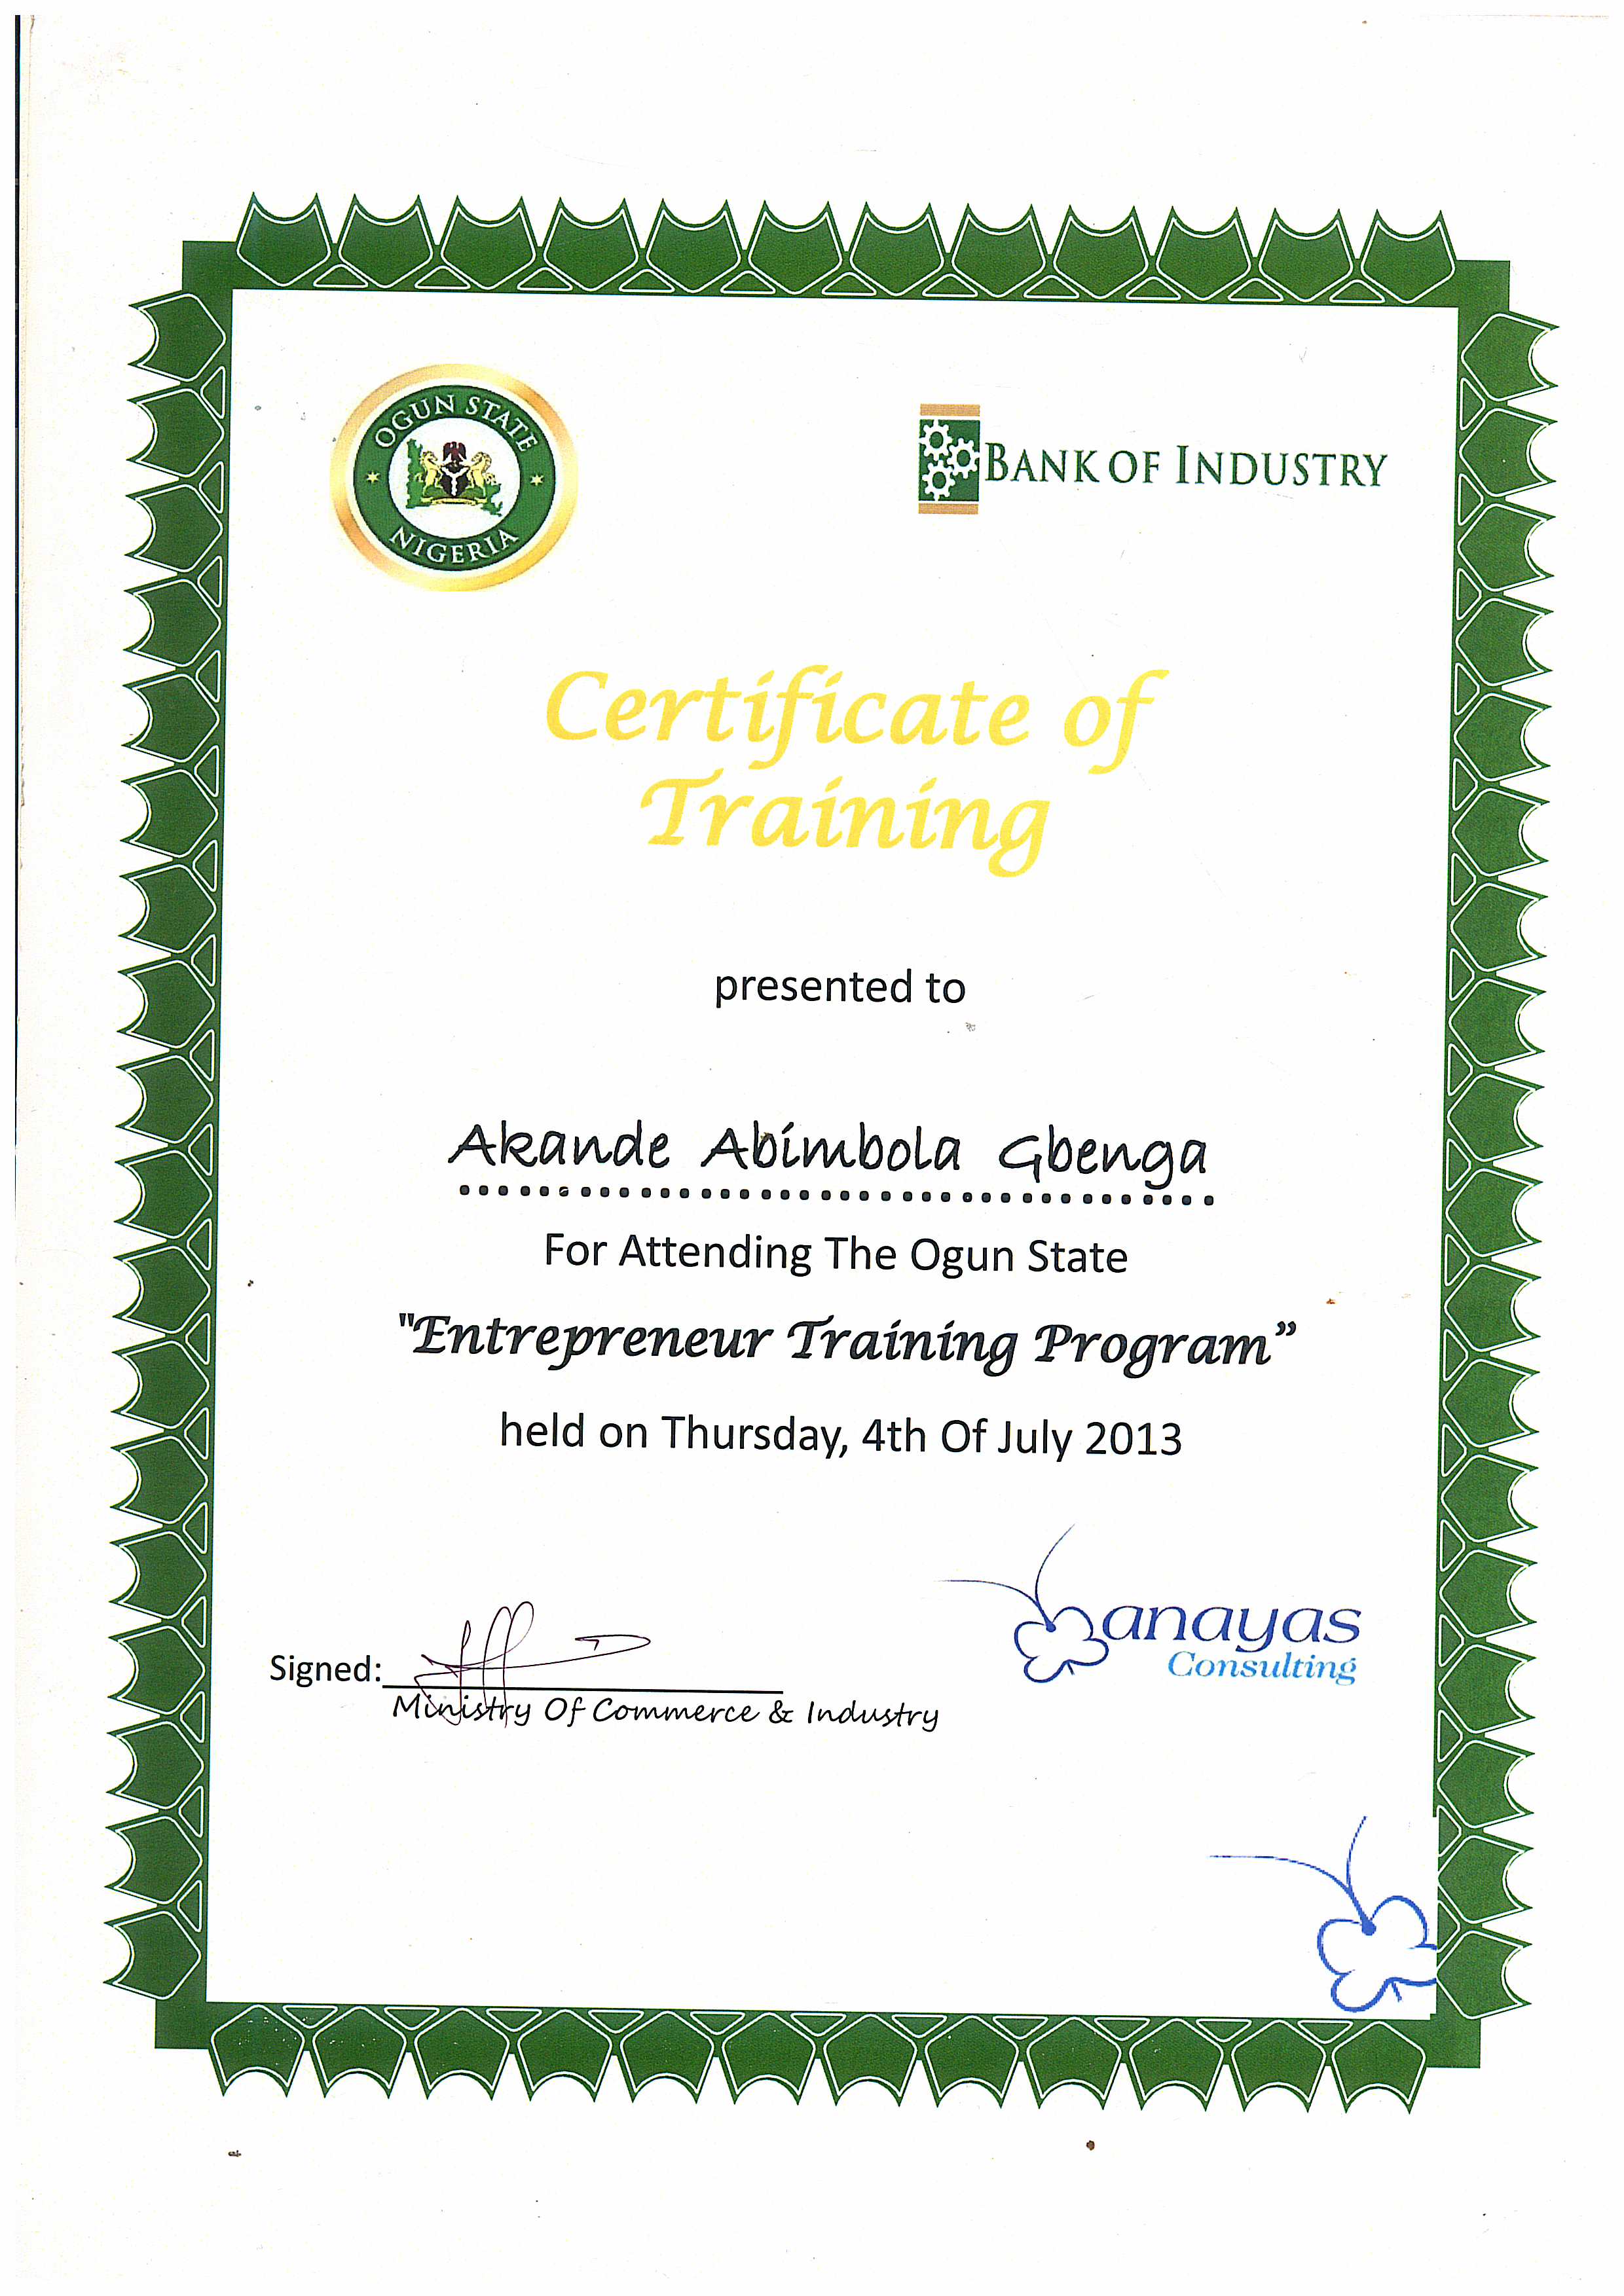 OGUN STATE
NIGERIA
BANK OF INDUSTRY
Certificate of
Training
presented to
Akande Abimbola Gbenga
For Attending The Ogun State
"Entrepreneur Training Program”
held on Thursday, 4th Of July 2013
Signed:
Ministry Of Commerce & Industry
anayas
Consulting